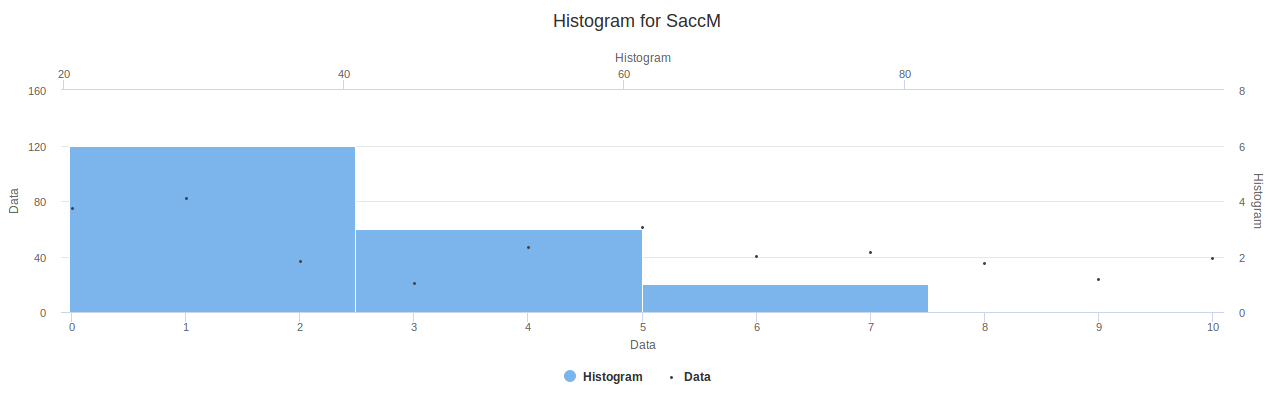 Histogram for SaccM
Histogram
20 40 60 80
160 8
120 6
80 4
40 2
0 0
Data
Histogram
0 1 2 3 4 5 6 7 8 9 10
Data
Histogram Data